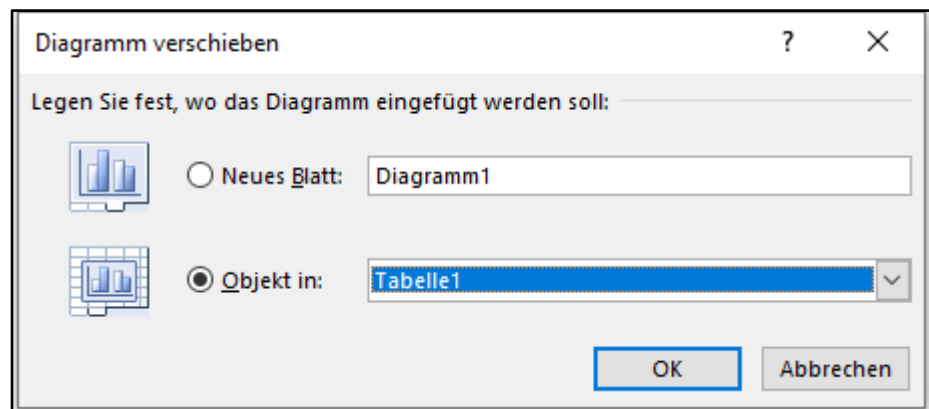 Diagramm verschieben ?
Legen Sie fest, wo das Diagramm eingefügt werden soll:
Neues Blatt: Diagramm1
Objekt in: Tabelle1
OK Abbrechen